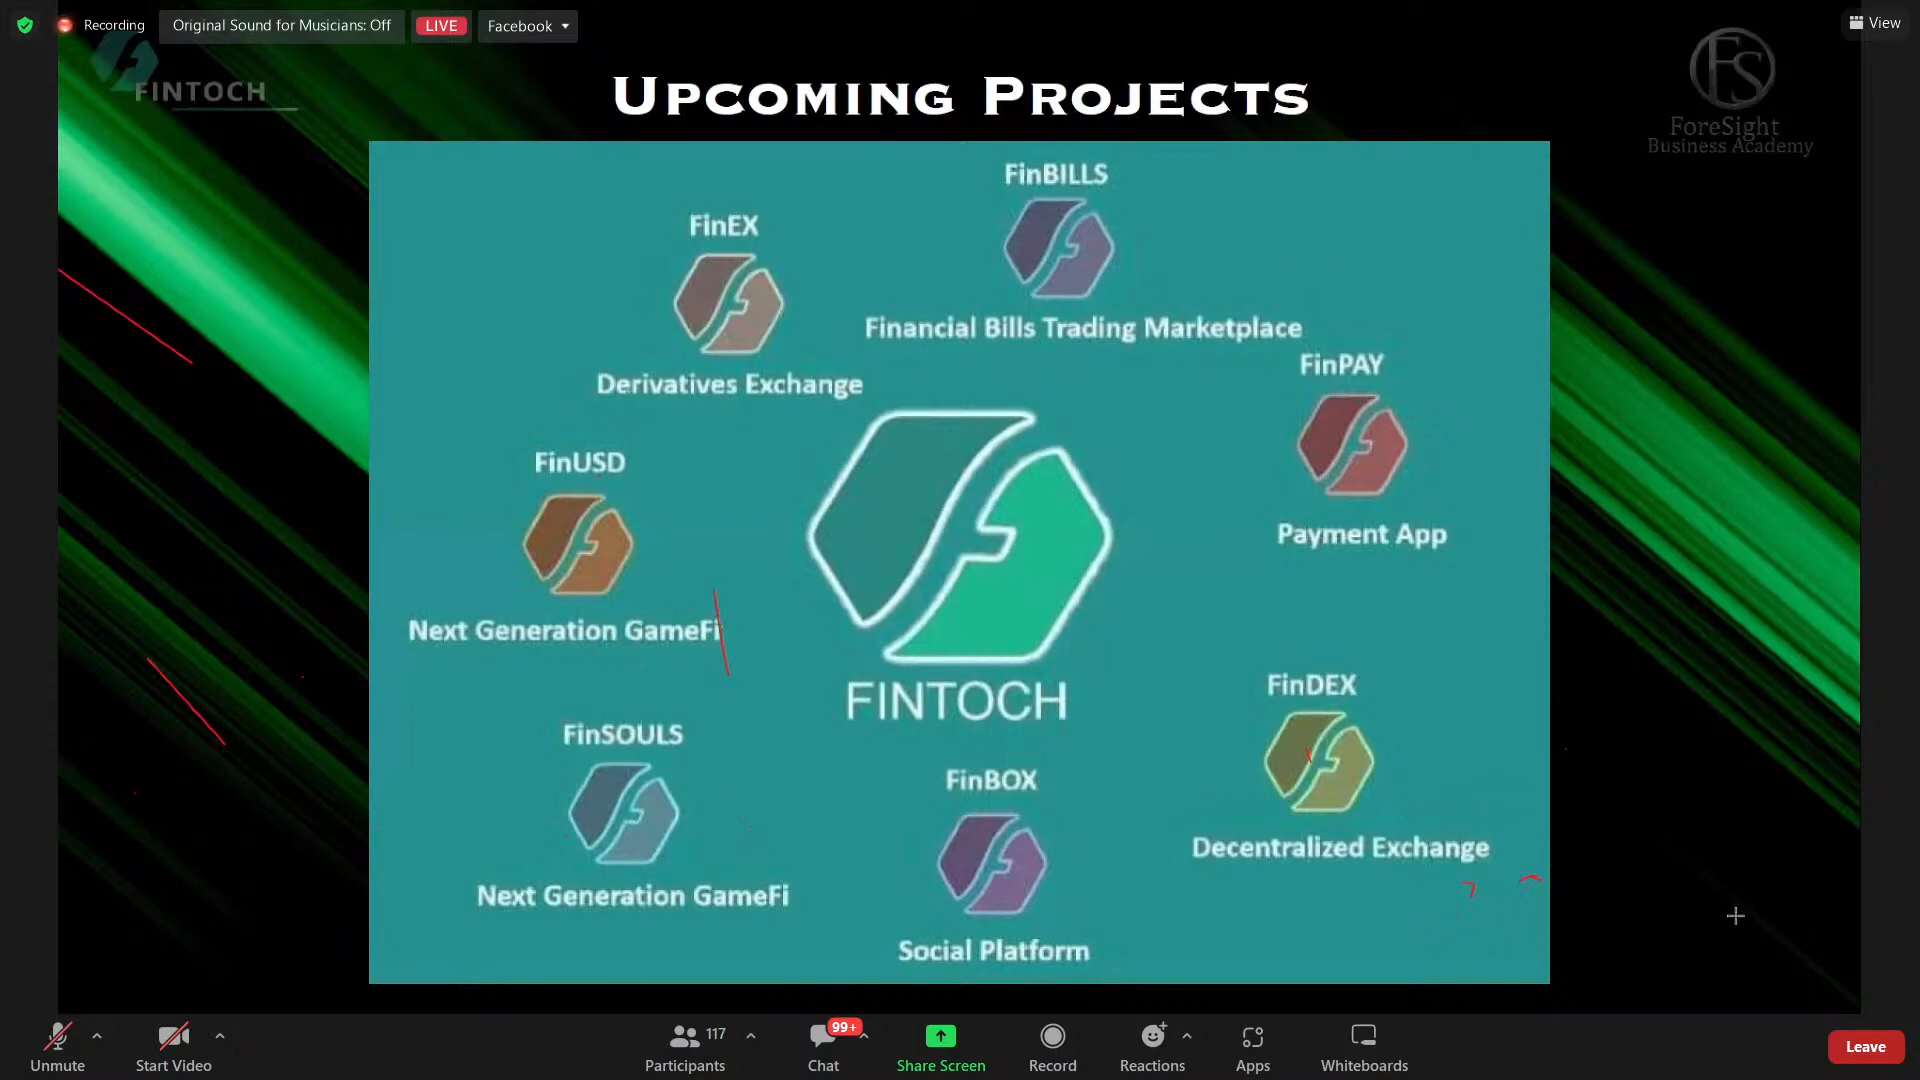 Recording
Original Sound for Musicians: Off
LIVE
Facebook
View
FINTOCH
UPCOMING PROJECTS
FS
ForeSight
Business Academy
FinBILLS
Financial Bills Trading Marketplace
FinEX
Derivatives Exchange
FinPAY
Payment App
FinUSD
Next Generation GameFi
FINTOCH
FinDEX
Decentralized Exchange
FinSOULS
Next Generation GameFi
FinBOX
Social Platform
Unmute
Start Video
117
Participants
99+
Chat
Share Screen
Record
Reactions
Apps
Whiteboards
Leave